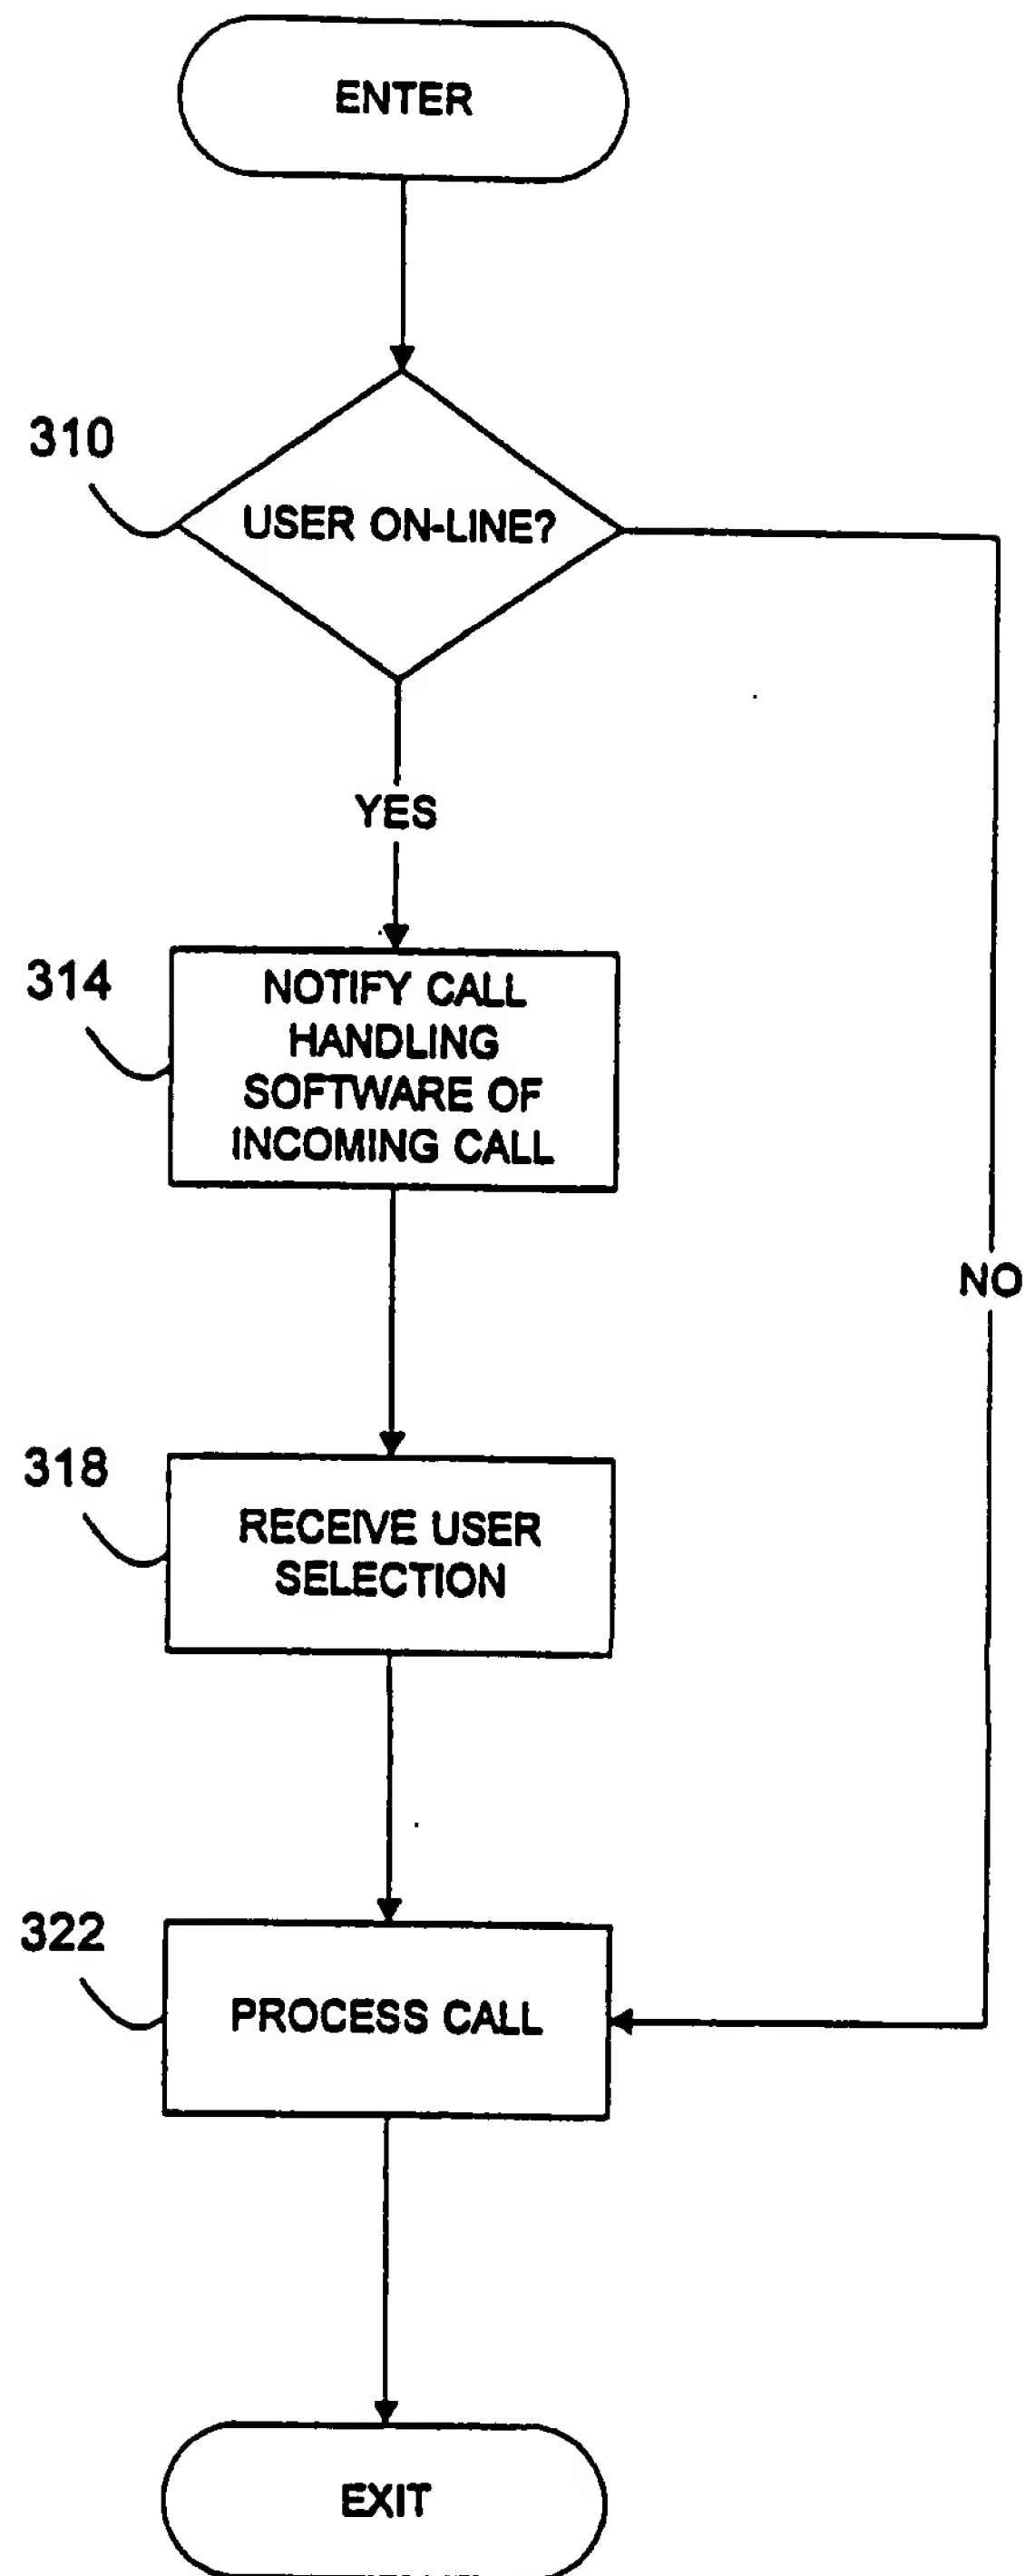 ENTER
310
USER ON-LINE?
YES
314
NOTIFY CALL
HANDLING
SOFTWARE OF
INCOMING CALL
NO
318
RECEIVE USER
SELECTION
322
PROCESS CALL
EXIT